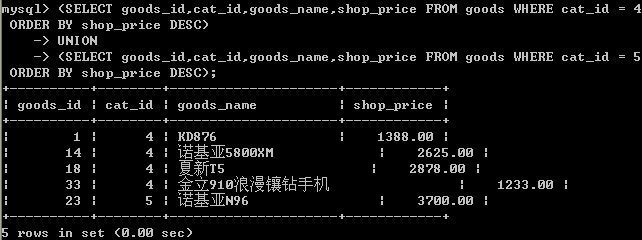 mysql> (SELECT goods_id,cat_id,goods_name,shop_price FROM goods WHERE cat_id = 4
 ORDER BY shop_price DESC)
    -> UNION
    -> (SELECT goods_id,cat_id,goods_name,shop_price FROM goods WHERE cat_id = 5
 ORDER BY shop_price DESC);
+----------+--------+----------------------+------------+
¦ goods_id ¦ cat_id ¦ goods_name           ¦ shop_price ¦
+----------+--------+----------------------+------------+
¦        1 ¦      4 ¦ KD876                ¦    1388.00 ¦
¦       14 ¦      4 ¦ 诺基亚5800XM            ¦    2625.00 ¦
¦       18 ¦      4 ¦ 夏新T5                 ¦    2878.00 ¦
¦       33 ¦      4 ¦ 金立910浪漫镶钻手机          ¦    1233.00 ¦
¦       23 ¦      5 ¦ 诺基亚N96               ¦    3700.00 ¦
+----------+--------+----------------------+------------+
5 rows in set (0.00 sec)